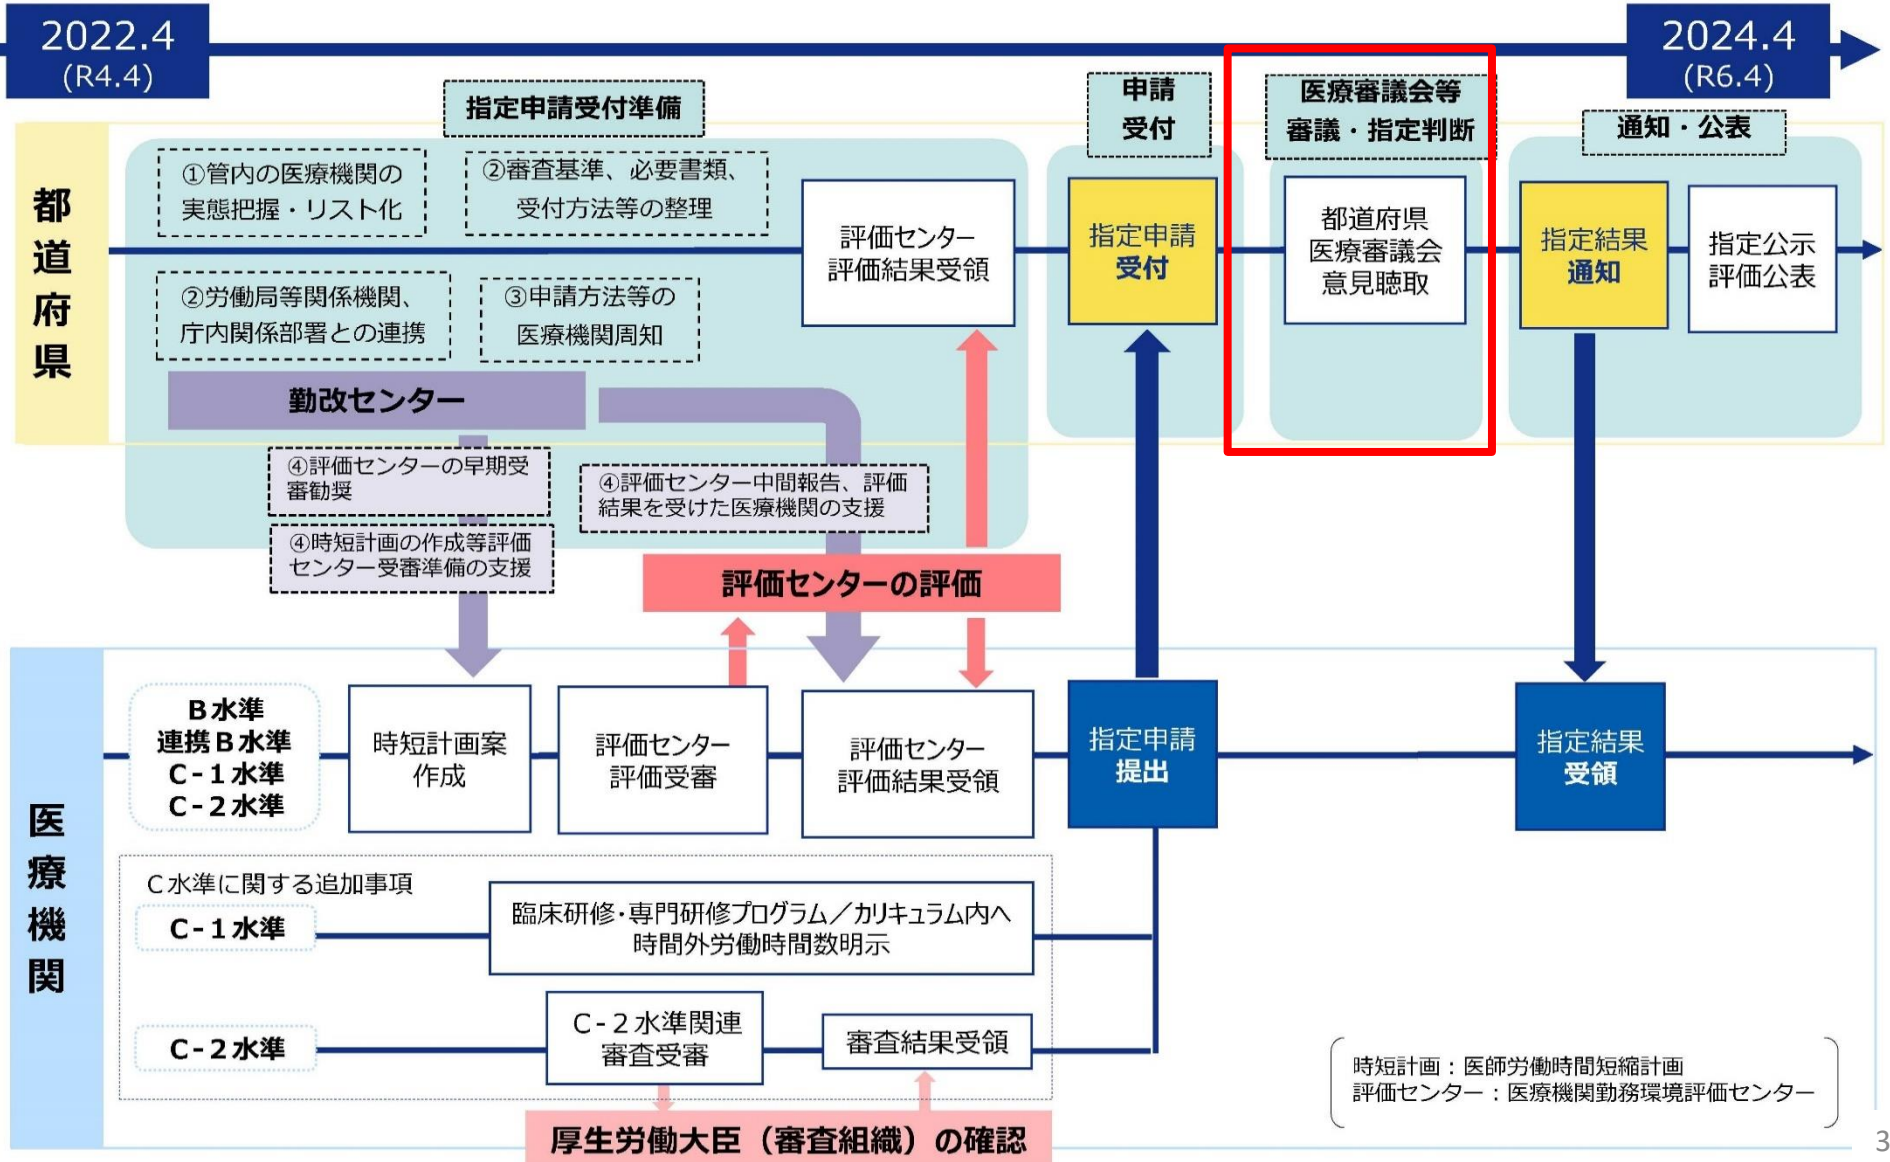 2022.4
(R4.4)
2024.4
(R6.4)
指定申請受付準備
申請
受付
医療審議会等
審議・指定判断
通知・公表
都道府県
①管内の医療機関の
実態把握・リスト化
②審査基準、必要書類、
受付方法等の整理
②労働局等関係機関、
庁内関係部署との連携
③申請方法等の
医療機関周知
評価センター
評価結果受領
指定申請
受付
都道府県
医療審議会
意見聴取
指定結果
通知
指定公示
評価公表
勤改センター
④評価センターの早期受
審勧奨
④時短計画の作成等評価
センター受審準備の支援
④評価センター中間報告、評価
結果を受けた医療機関の支援
評価センターの評価
医療機関
B水準
連携B水準
C-1水準
C-2水準
時短計画案
作成
評価センター
評価受審
評価センター
評価結果受領
指定申請
提出
指定結果
受領
C水準に関する追加事項
C-1水準
臨床研修・専門研修プログラム／カリキュラム内へ
時間外労働時間数明示
C-2水準
C-2水準関連
審査受審
審査結果受領
厚生労働大臣（審査組織）の確認
時短計画：医師労働時間短縮計画
評価センター：医療機関勤務環境評価センター
3